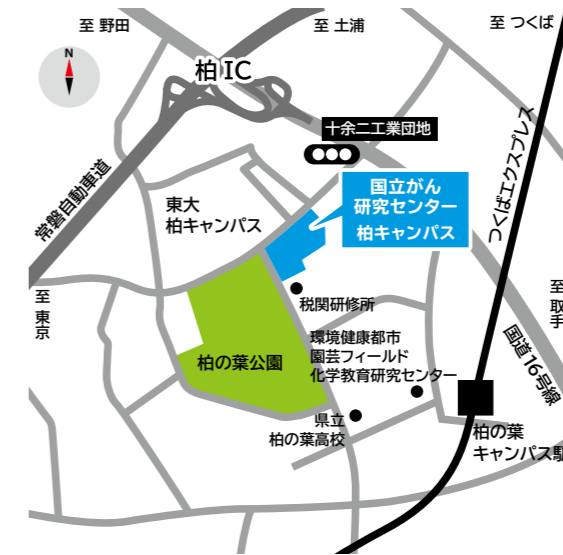 至 野田
至 土浦
至 つくば
N
柏IC
十余二工業団地
国立がん
研究センター
柏キャンパス
つくばエクスプレス
東大
柏キャンパス
常磐自動車道
至 東京
税関研修所
至 取手
環境健康都市
園芸フィールド
化学教育研究センター
国道16号線
柏の葉公園
県立
柏の葉高校
柏の葉
キャンパス駅